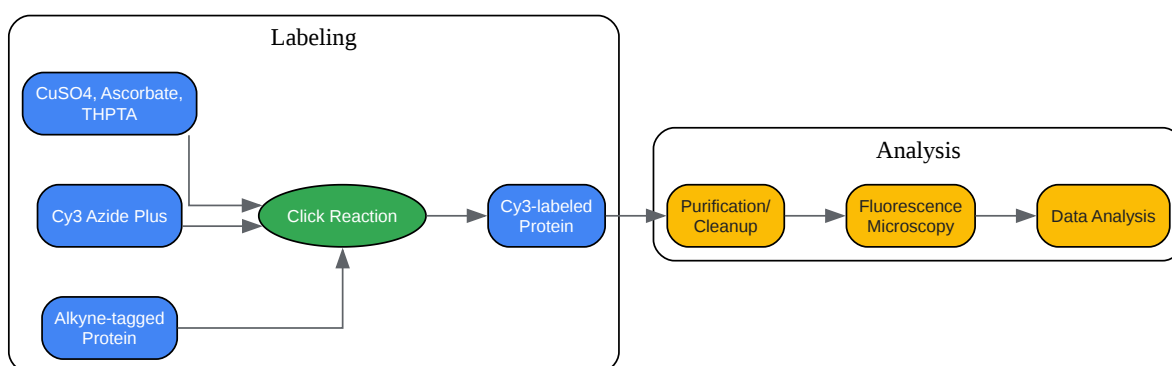 Labeling
CuSO4, Ascorbate,
THPTA
Cy3 Azide Plus
Alkyne-tagged
Protein
Click Reaction
Cy3-labeled
Protein
Analysis
Purification/
Cleanup
Fluorescence
Microscopy
Data Analysis